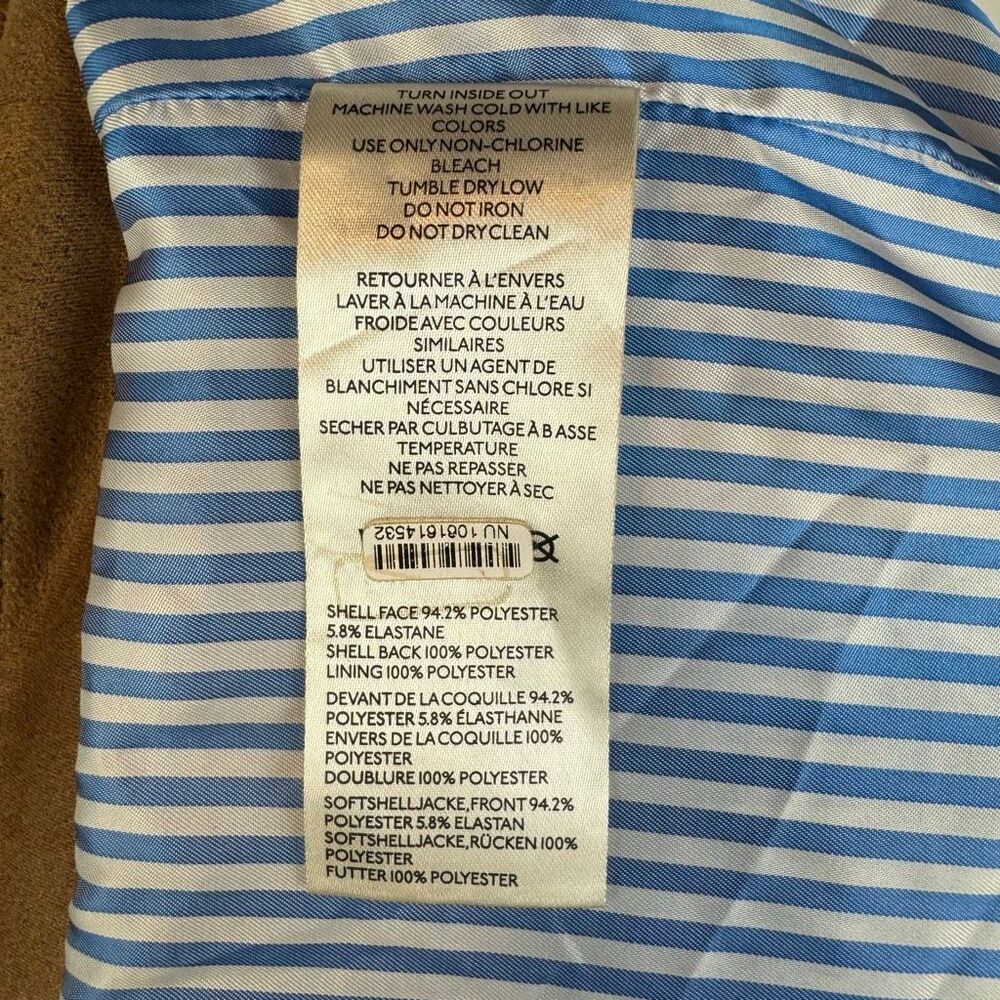 TURN INSIDE OUT
MACHINE WASH COLD WITH LIKE
COLORS
USE ONLY NON-CHLORINE
BLEACH
TUMBLE DRY LOW
DO NOT IRON
DO NOT DRY CLEAN
RETOURNER À L'ENVERS
LAVER À LA MACHINE À L'EAU
FROIDE AVEC COULEURS
SIMILAIRES
UTILISER UN AGENT DE
BLANCHIMENT SANS CHLORE SI
NÉCESSAIRE
SECHER PAR CULBUTAGE À BASSE
TEMPERATURE
NE PAS REPASSER
NE PAS NETTOYER À SEC
NU 1081614532
SHELL FACE 94.2% POLYESTER
5.8% ELASTANE
SHELL BACK 100% POLYESTER
LINING 100% POLYESTER
DEVANT DE LA COQUILLE 94.2%
POLYESTER 5.8% ÉLASTHANNE
ENVERS DE LA COQUILLE 100%
POIYESTER
DOUBLURE 100% POLYESTER
SOFTSHELLJACKE,FRONT 94.2%
POLYESTER 5.8% ELASTAN
SOFTSHELLJACKE,RÜCKEN 100%
POLYESTER
FUTTER 100% POLYESTER